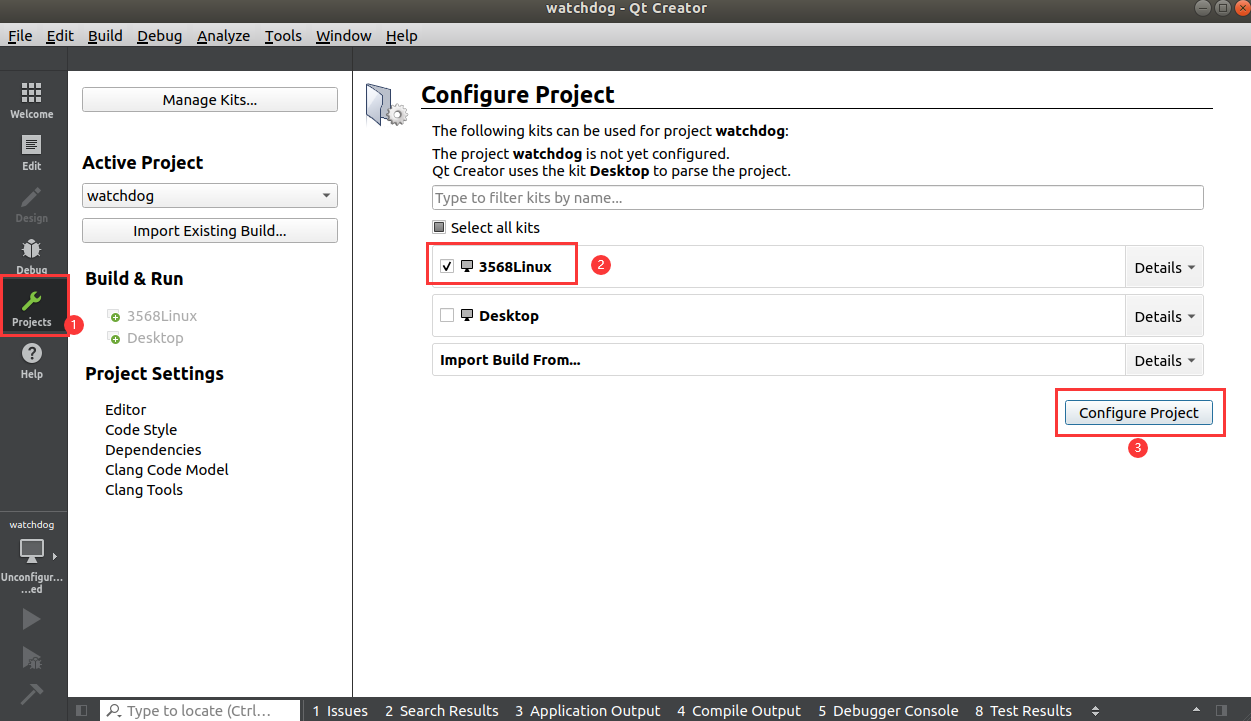 watchdog - Qt Creator
File Edit Build Debug Analyze Tools Window Help
Welcome
Edit
Design
Debug
Projects
1
Help
watchdog
Unconfigur...
...ed
Manage Kits...
Active Project
watchdog
Import Existing Build...
Build & Run
3568Linux
Desktop
Project Settings
Editor
Code Style
Dependencies
Clang Code Model
Clang Tools
Configure Project
The following kits can be used for project watchdog:
The project watchdog is not yet configured.
Qt Creator uses the kit Desktop to parse the project.
Type to filter kits by name...
Select all kits
3568Linux 2 Details
Desktop Details
Import Build From... Details
Configure Project
3
Type to locate (Ctrl... 1 Issues 2 Search Results 3 Application Output 4 Compile Output 5 Debugger Console 8 Test Results